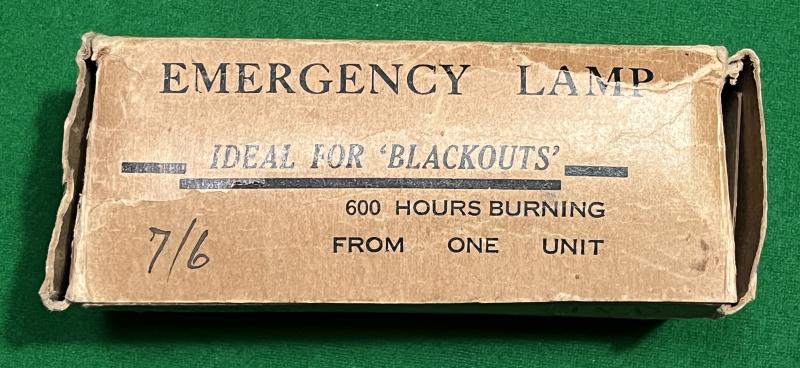 EMERGENCY LAMP
IDEAL FOR 'BLACKOUTS'
600 HOURS BURNING
7/6
FROM ONE UNIT